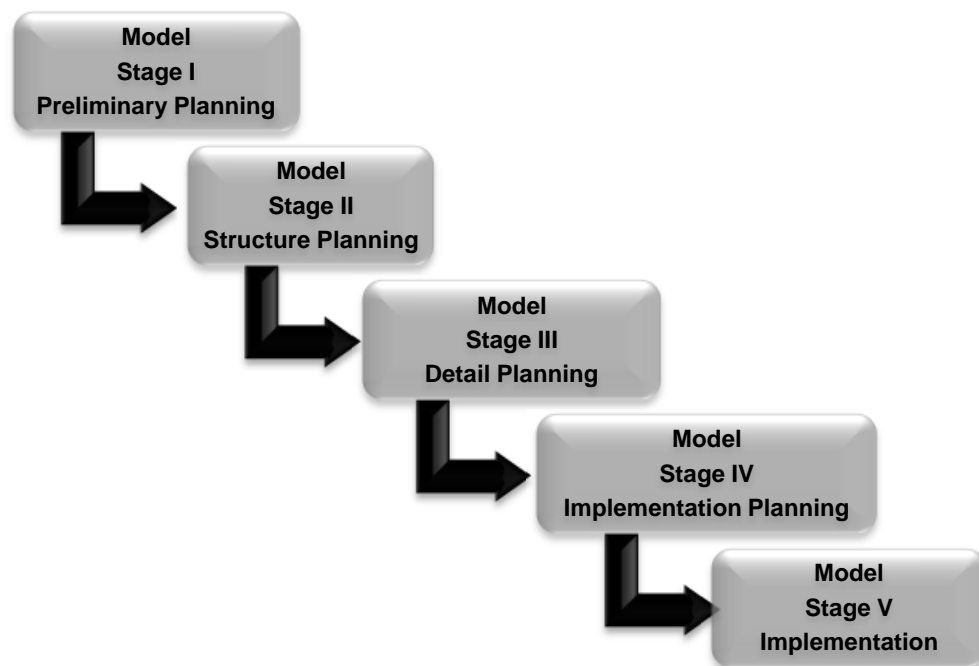 Model
Stage I
Preliminary Planning
Model
Stage II
Structure Planning
Model
Stage III
Detail Planning
Model
Stage IV
Implementation Planning
Model
Stage V
Implementation